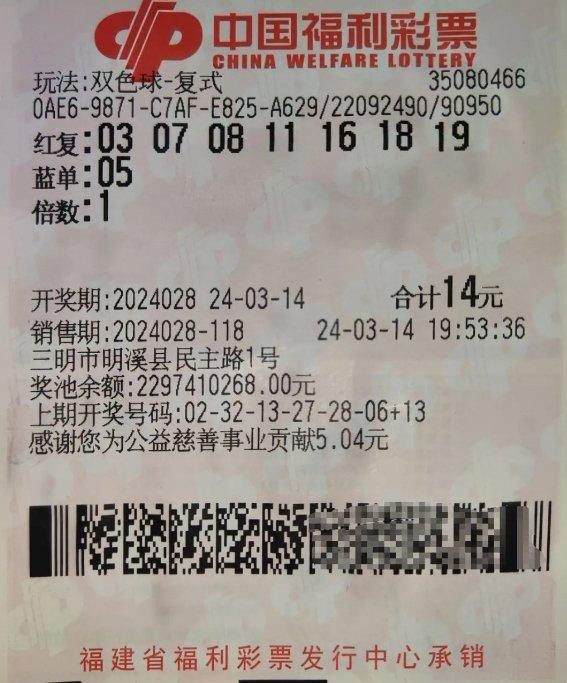 中国福利彩票
CHINA WELFARE LOTTERY
玩法:双色球-复式 35080466
0AE6-9871-C7AF-E825-A629/22092490/90950
红复:03 07 08 11 16 18 19
蓝单:05
倍数:1
开奖期:2024028 24-03-14 合计14元
销售期:2024028-118 24-03-14 19:53:36
三明市明溪县民主路1号
奖池余额:2297410268.00元
上期开奖号码:02-32-13-27-28-06+13
感谢您为公益慈善事业贡献5.04元
福建省福利彩票发行中心承销